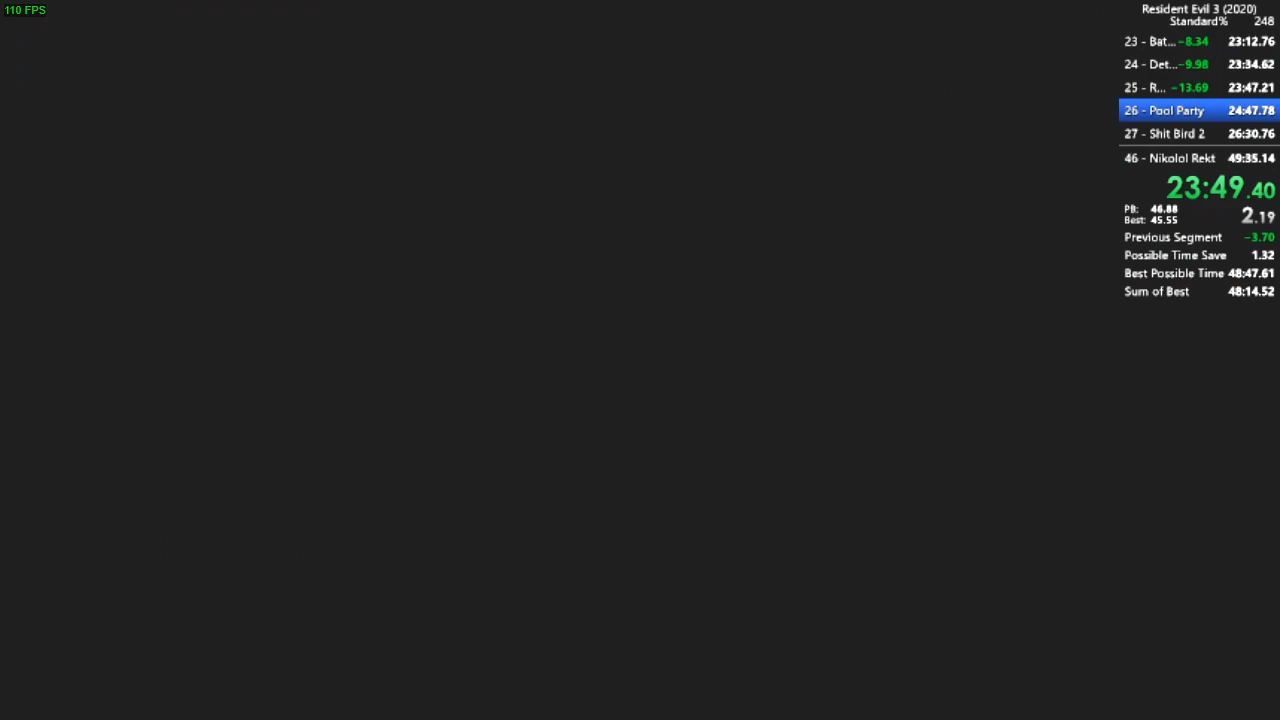 110 FPS
Resident Evil 3 (2020)
Standard% 248
23 - Bat... -8.34 23:12.76
24 - Det... -9.98 23:34.62
25 - R... -13.69 23:47.21
26 - Pool Party 24:47.78
27 - Shit Bird 2 26:30.76
46 - Nikolol Rekt 49:35.14
23:49.40
PB: 46.88
Best: 45.55
2.19
Previous Segment -3.70
Possible Time Save 1.32
Best Possible Time 48:47.61
Sum of Best 48:14.52